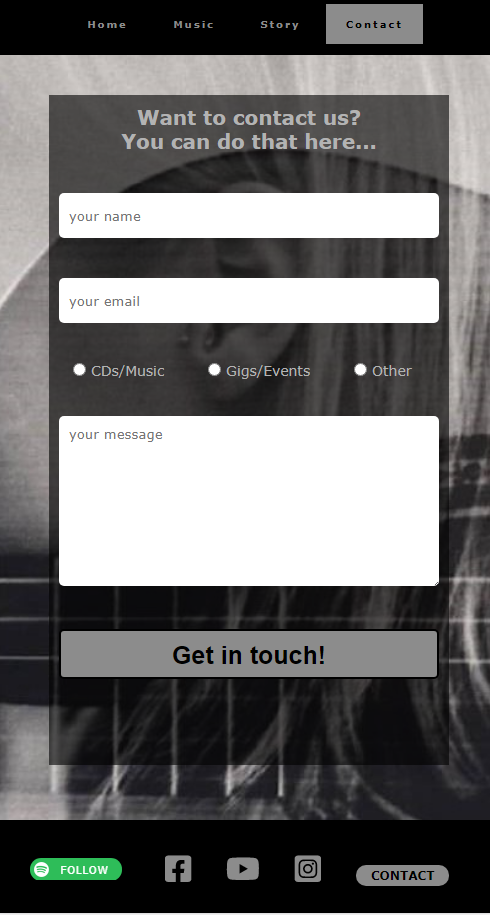 Home Music Story Contact
Want to contact us?
You can do that here...
your name
your email
CDs/Music Gigs/Events Other
your message
Get in touch!
FOLLOW CONTACT